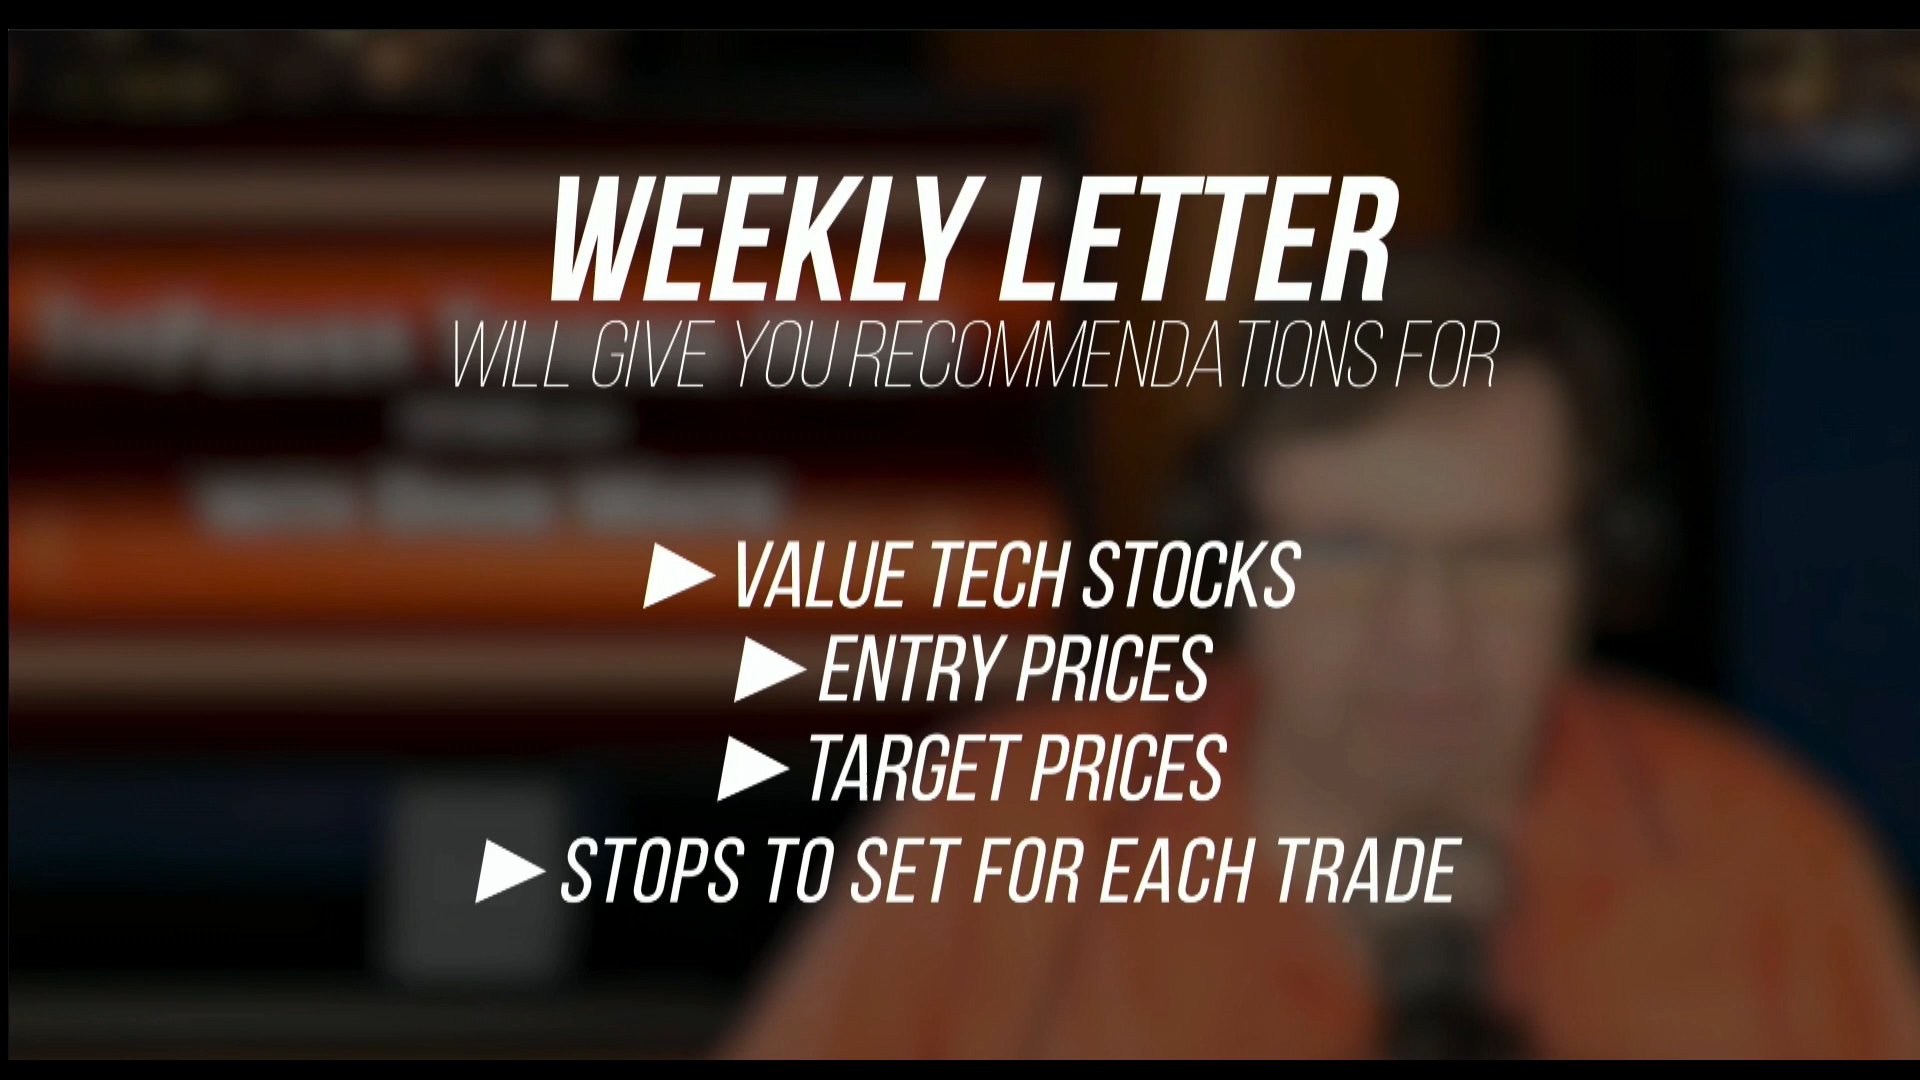 WEEKLY LETTER
WILL GIVE YOU RECOMMENDATIONS FOR
▶ VALUE TECH STOCKS
▶ ENTRY PRICES
▶ TARGET PRICES
▶ STOPS TO SET FOR EACH TRADE